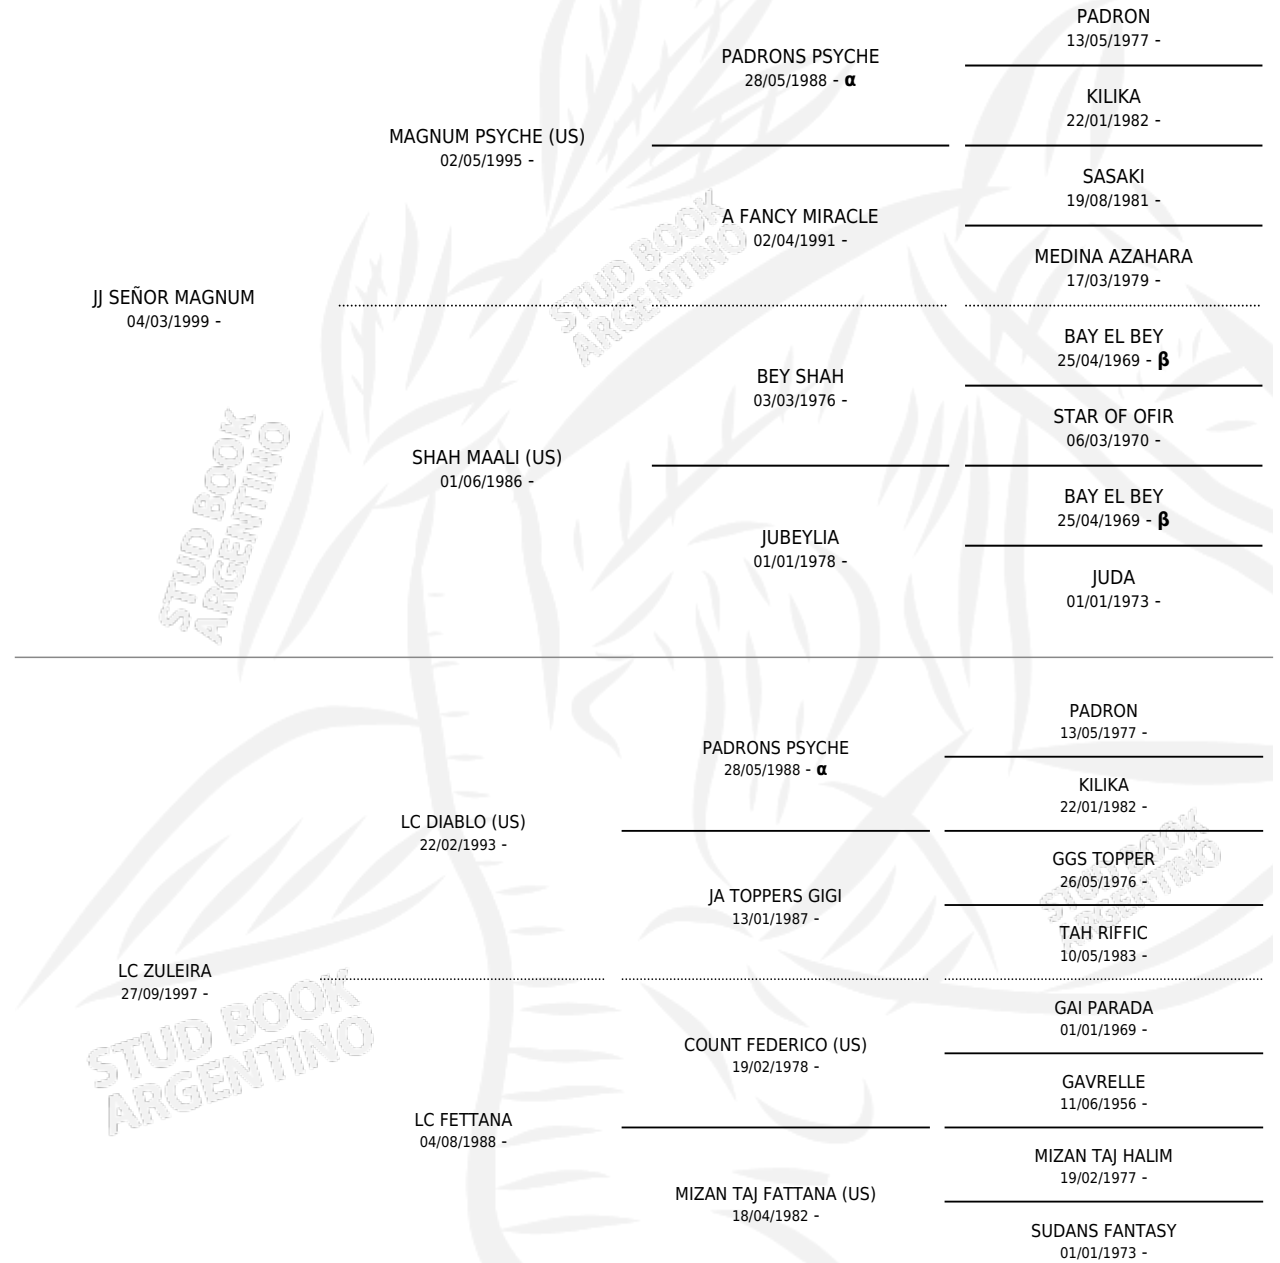 PADRON
13/05/1977 -
PADRONS PSYCHE
28/05/1988 - α
KILIKA
22/01/1982 -
MAGNUM PSYCHE (US)
02/05/1995 -
SASAKI
19/08/1981 -
A FANCY MIRACLE
02/04/1991 -
MEDINA AZAHARA
17/03/1979 -
JJ SEÑOR MAGNUM
04/03/1999 -
BAY EL BEY
25/04/1969 - β
BEY SHAH
03/03/1976 -
STAR OF OFIR
06/03/1970 -
SHAH MAALI (US)
01/06/1986 -
BAY EL BEY
25/04/1969 - β
JUBEYLIA
01/01/1978 -
JUDA
01/01/1973 -
PADRON
13/05/1977 -
PADRONS PSYCHE
28/05/1988 - α
KILIKA
22/01/1982 -
LC DIABLO (US)
22/02/1993 -
GGS TOPPER
26/05/1976 -
JA TOPPERS GIGI
13/01/1987 -
TAH RIFFIC
10/05/1983 -
LC ZULEIRA
27/09/1997 -
GAI PARADA
01/01/1969 -
COUNT FEDERICO (US)
19/02/1978 -
GAVRELLE
11/06/1956 -
LC FETTANA
04/08/1988 -
MIZAN TAJ HALIM
19/02/1977 -
MIZAN TAJ FATTANA (US)
18/04/1982 -
SUDANS FANTASY
01/01/1973 -
STUD BOOK
ARGENTINO
STUD BOOK
ARGENTINO
STUD BOOK
ARGENTINO
STUD BOOK
ARGENTINO